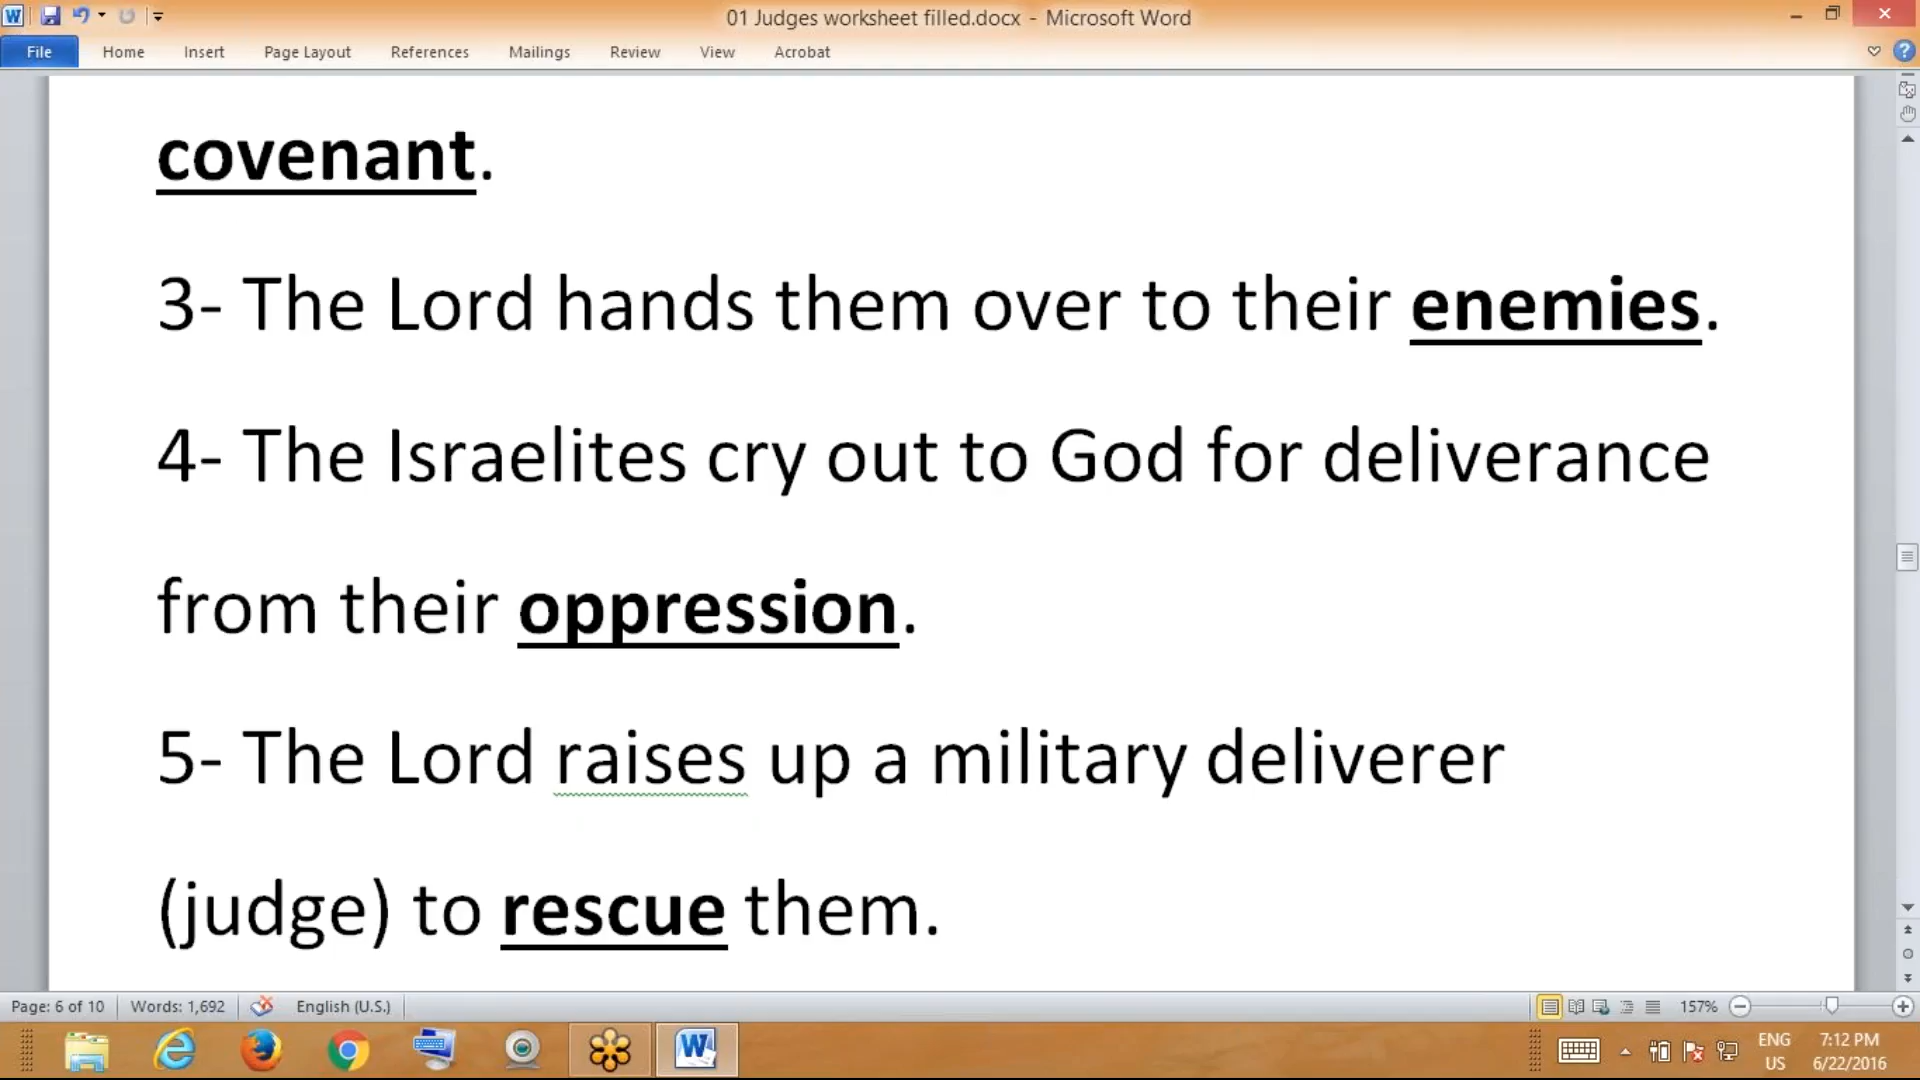 01 Judges worksheet filled.docx - Microsoft Word
File Home Insert Page Layout References Mailings Review View Acrobat
covenant.
3- The Lord hands them over to their enemies.
4- The Israelites cry out to God for deliverance
from their oppression.
5- The Lord raises up a military deliverer
(judge) to rescue them.
Page: 6 of 10 Words: 1,692 English (U.S.) 157%
ENG 7:12 PM
US 6/22/2016